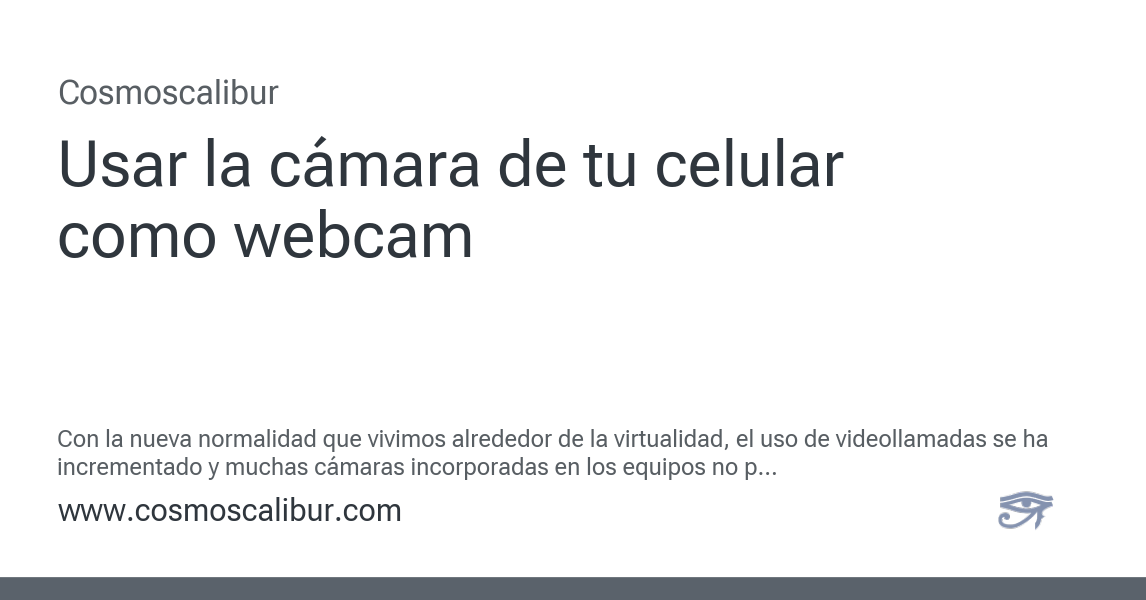 Cosmoscalibur
Usar la cámara de tu celular
como webcam
Con la nueva normalidad que vivimos alrededor de la virtualidad, el uso de videollamadas se ha
incrementado y muchas cámaras incorporadas en los equipos no p...
www.cosmoscalibur.com